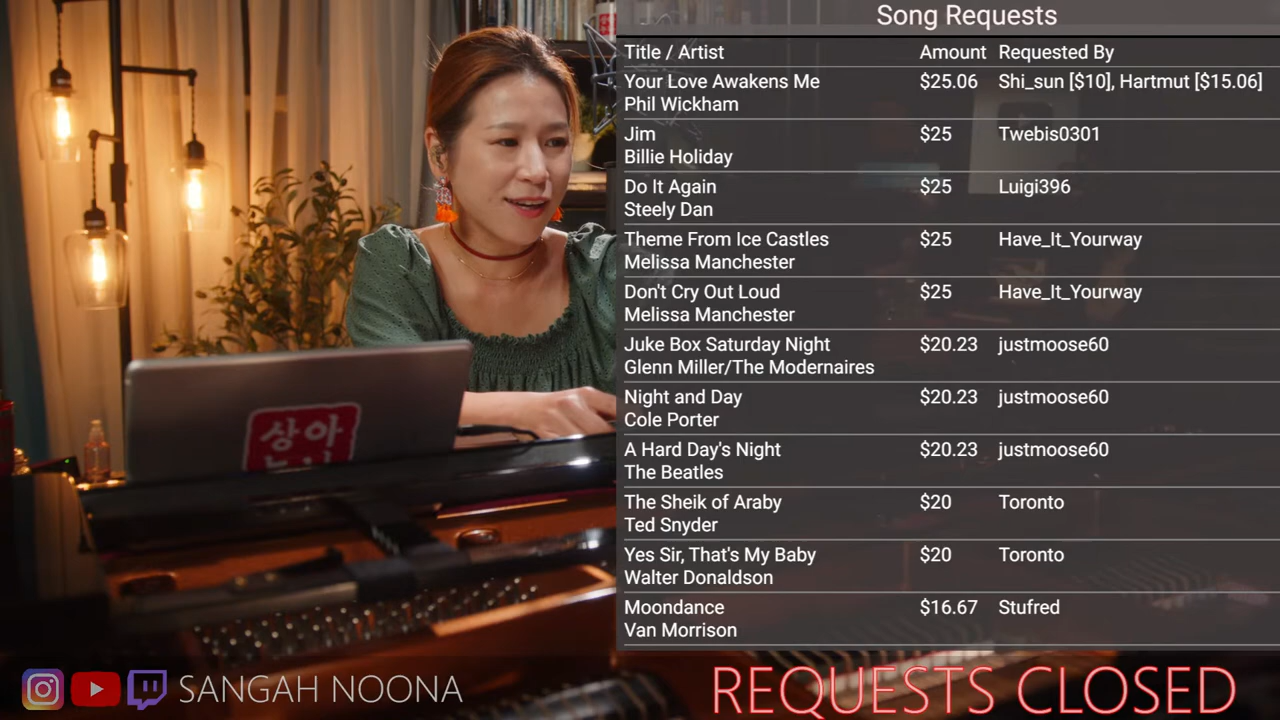 Song Requests
Title / Artist Amount Requested By
Your Love Awakens Me $25.06 Shi_sun [$10], Hartmut [$15.06]
Phil Wickham
Jim $25 Twebis0301
Billie Holiday
Do It Again $25 Luigi396
Steely Dan
Theme From Ice Castles $25 Have_It_Yourway
Melissa Manchester
Don't Cry Out Loud $25 Have_It_Yourway
Melissa Manchester
Juke Box Saturday Night $20.23 justmoose60
Glenn Miller/The Modernaires
Night and Day $20.23 justmoose60
Cole Porter
A Hard Day's Night $20.23 justmoose60
The Beatles
The Sheik of Araby $20 Toronto
Ted Snyder
Yes Sir, That's My Baby $20 Toronto
Walter Donaldson
Moondance $16.67 Stufred
Van Morrison
상아
SANGAH NOONA
REQUESTS CLOSED